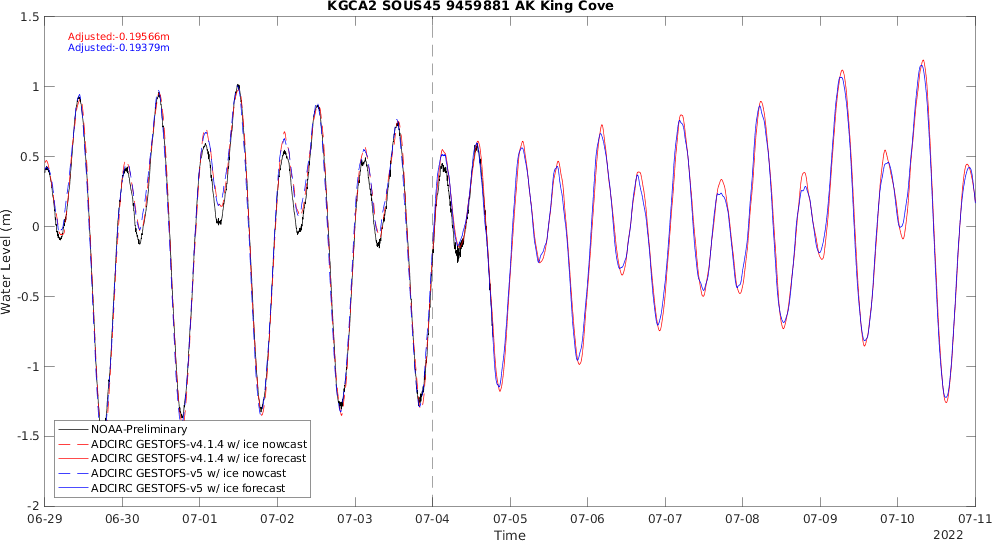 KGCA2 SOUS45 9459881 AK King Cove
Adjusted:-0.19566m
Adjusted:-0.19379m
1.5
1
0.5
0
-0.5
-1
-1.5
-2
Water Level (m)
NOAA-Preliminary
ADCIRC GESTOFS-v4.1.4 w/ ice nowcast
ADCIRC GESTOFS-v4.1.4 w/ ice forecast
ADCIRC GESTOFS-v5 w/ ice nowcast
ADCIRC GESTOFS-v5 w/ ice forecast
06-29 06-30 07-01 07-02 07-03 07-04 07-05 07-06 07-07 07-08 07-09 07-10 07-11
Time
2022